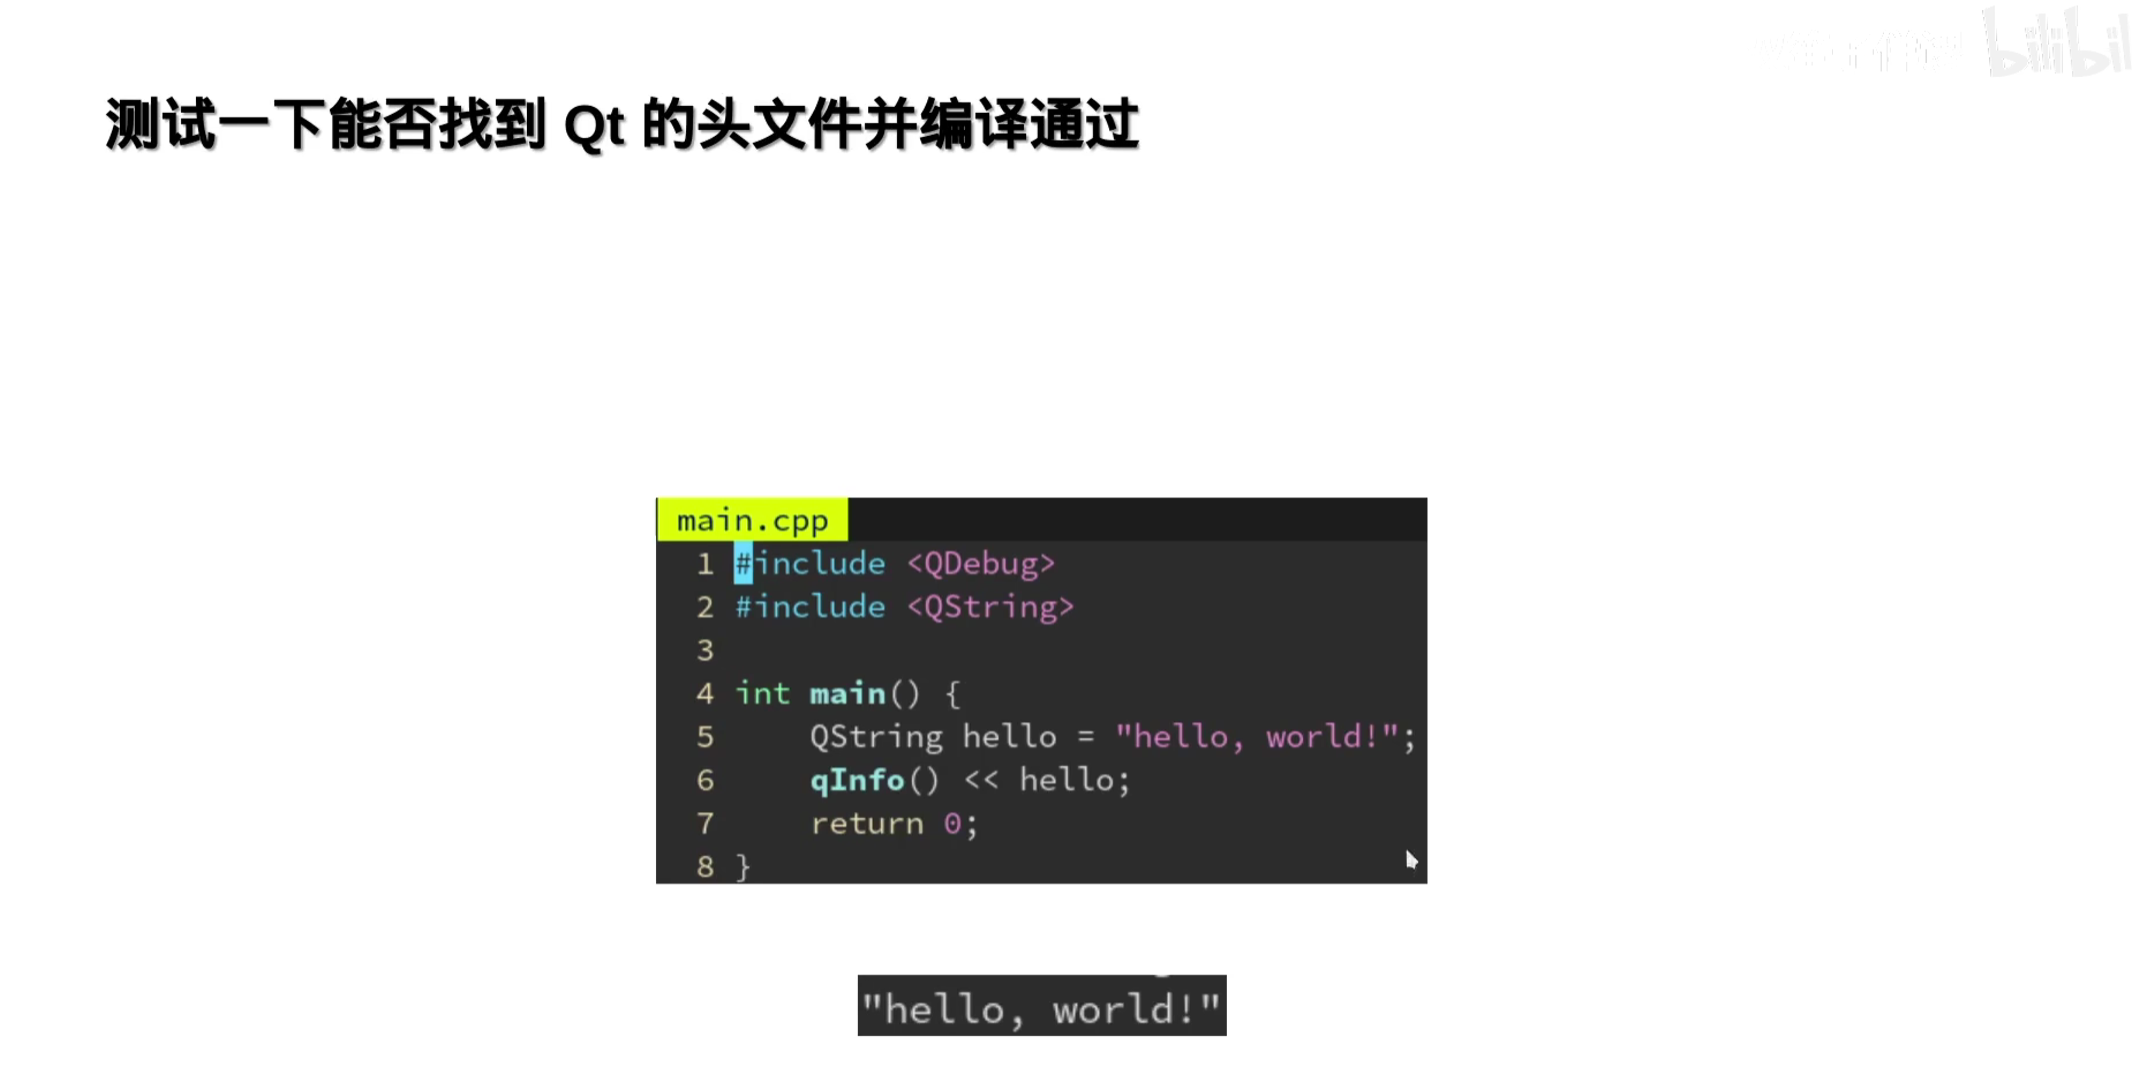 bilibili
测试一下能否找到 Qt 的头文件并编译通过
main.cpp
1 #include <QDebug>
2 #include <QString>
3
4 int main() {
5     QString hello = "hello, world!";
6     qInfo() << hello;
7     return 0;
8 }
"hello, world!"